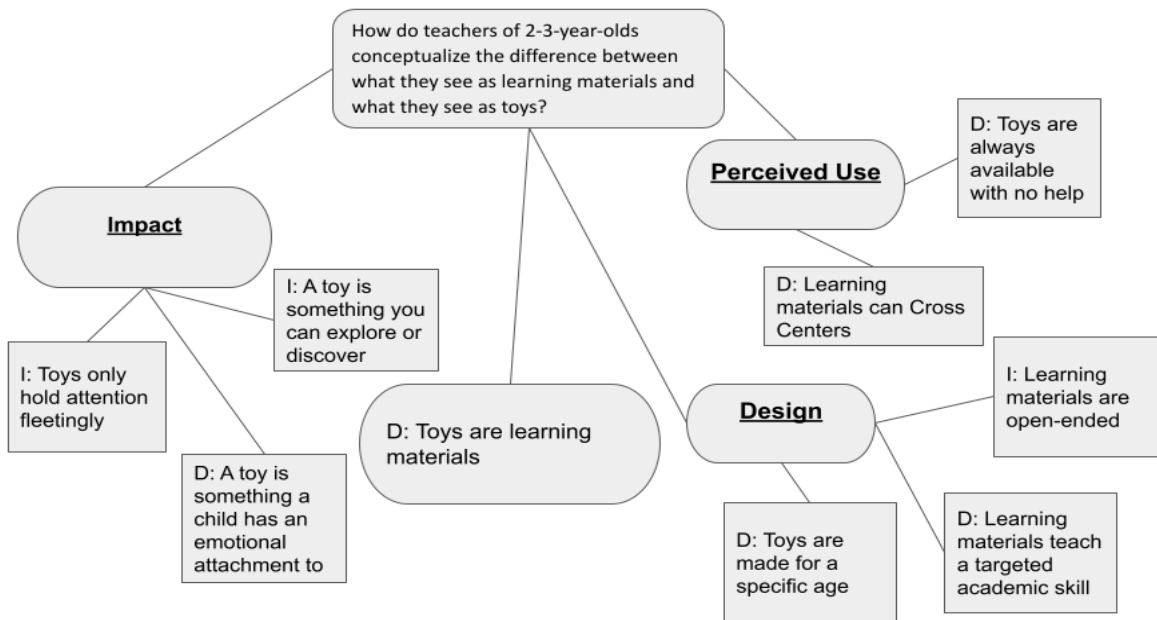 How do teachers of 2-3-year-olds
conceptualize the difference between
what they see as learning materials and
what they see as toys?
Impact
I: A toy is
something you
can explore or
discover
I: Toys only
hold attention
fleetingly
D: A toy is
something a
child has an
emotional
attachment to
D: Toys are learning
materials
Perceived Use
D: Toys are
always
available
with no help
D: Learning
materials can Cross
Centers
Design
I: Learning
materials are
open-ended
D: Toys are
made for a
specific age
D: Learning
materials teach
a targeted
academic skill